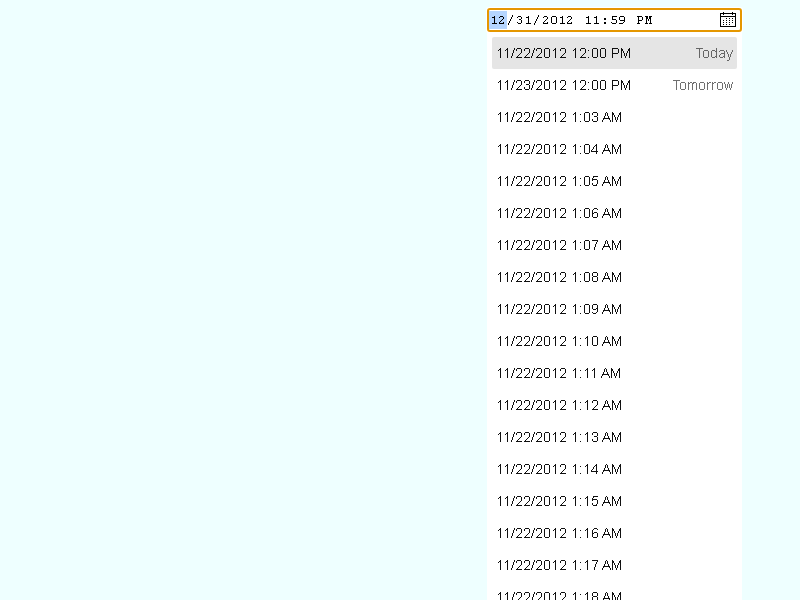 12/31/2012 11:59 PM
11/22/2012 12:00 PM Today
11/23/2012 12:00 PM Tomorrow
11/22/2012 1:03 AM
11/22/2012 1:04 AM
11/22/2012 1:05 AM
11/22/2012 1:06 AM
11/22/2012 1:07 AM
11/22/2012 1:08 AM
11/22/2012 1:09 AM
11/22/2012 1:10 AM
11/22/2012 1:11 AM
11/22/2012 1:12 AM
11/22/2012 1:13 AM
11/22/2012 1:14 AM
11/22/2012 1:15 AM
11/22/2012 1:16 AM
11/22/2012 1:17 AM
11/22/2012 1:18 AM